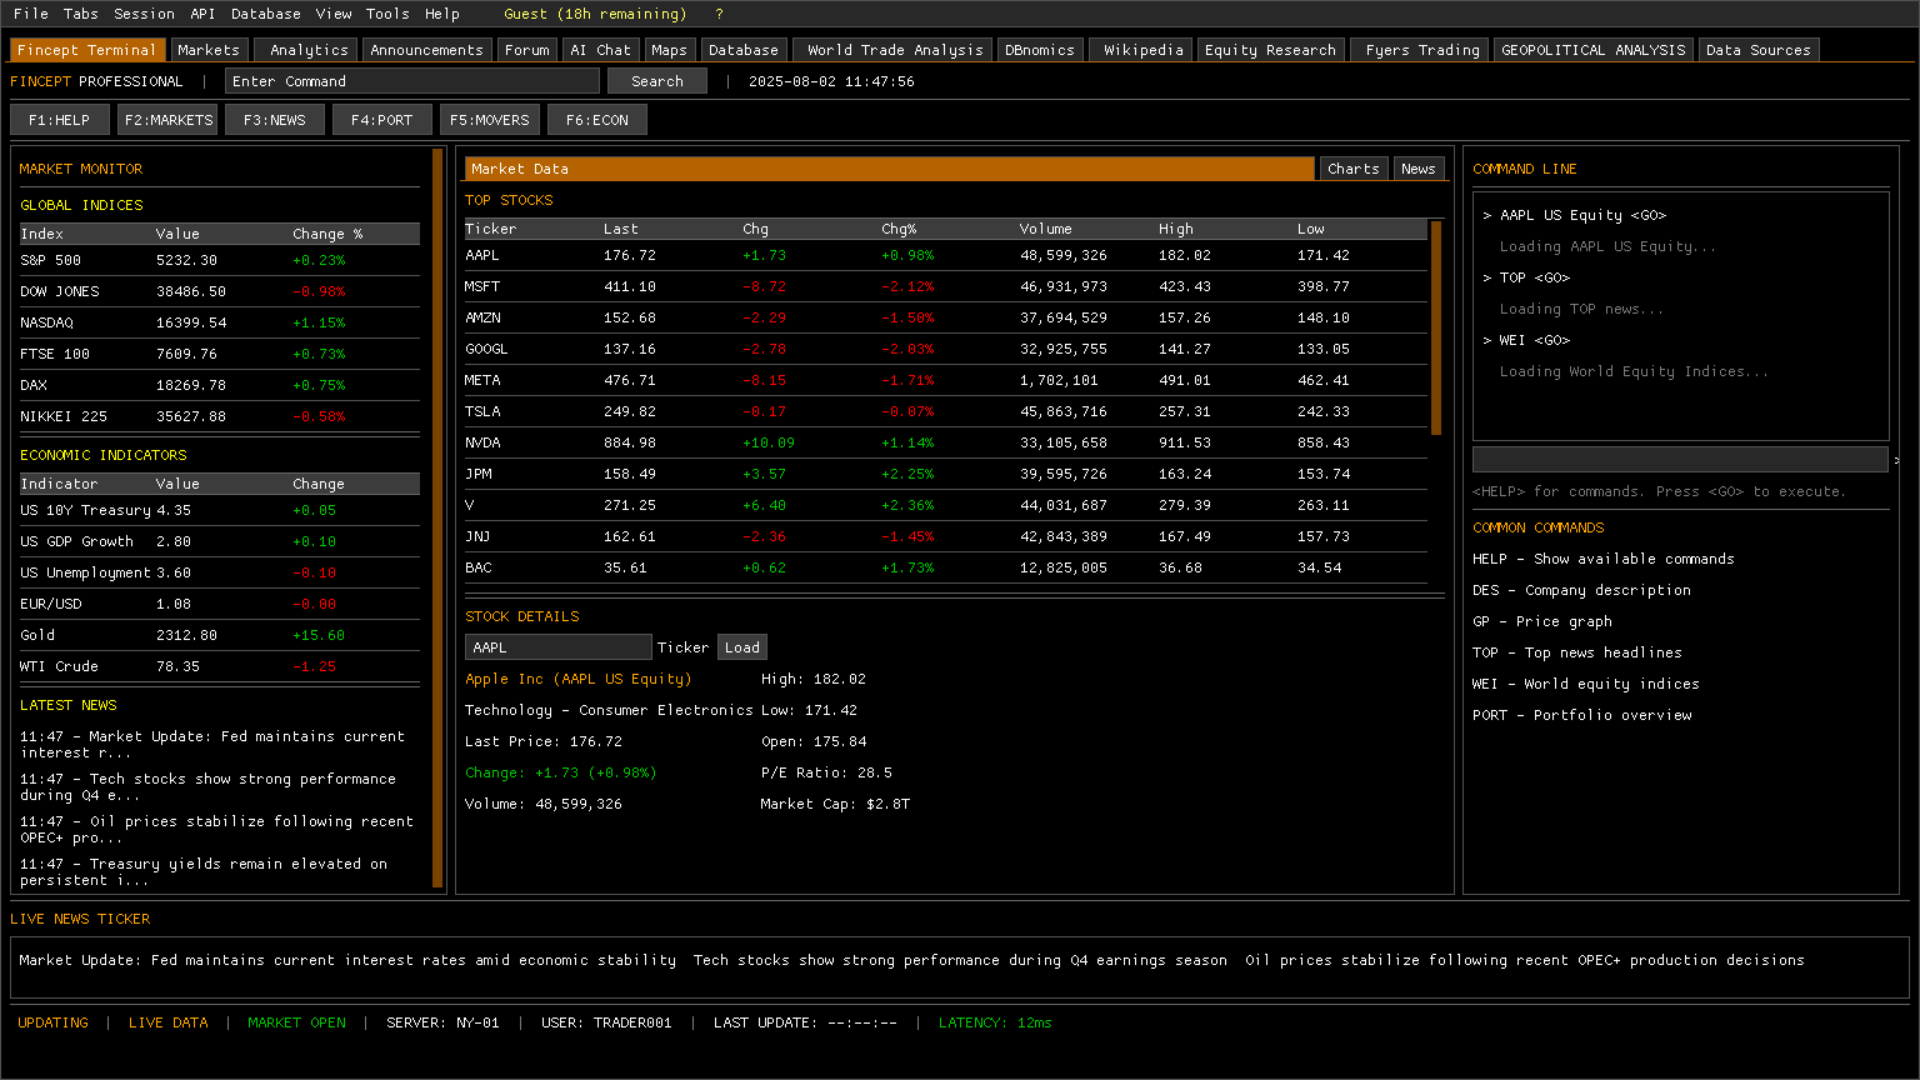 File Tabs Session API Database View Tools Help Guest (18h remaining) ?
Fincept Terminal Markets Analytics Announcements Forum AI Chat Maps Database World Trade Analysis DBnomics Wikipedia Equity Research Fyers Trading GEOPOLITICAL ANALYSIS Data Sources
FINCEPT PROFESSIONAL | Enter Command Search | 2025-08-02 11:47:56
F1:HELP F2:MARKETS F3:NEWS F4:PORT F5:MOVERS F6:ECON
MARKET MONITOR
GLOBAL INDICES
Index Value Change %
S&P 500 5232.30 +0.23%
DOW JONES 38486.50 -0.98%
NASDAQ 16399.54 +1.15%
FTSE 100 7609.76 +0.73%
DAX 18269.78 +0.75%
NIKKEI 225 35627.88 -0.58%
ECONOMIC INDICATORS
Indicator Value Change
US 10Y Treasury 4.35 +0.05
US GDP Growth 2.80 +0.10
US Unemployment 3.60 -0.10
EUR/USD 1.08 -0.00
Gold 2312.80 +15.60
WTI Crude 78.35 -1.25
LATEST NEWS
11:47 - Market Update: Fed maintains current
interest r...
11:47 - Tech stocks show strong performance
during Q4 e...
11:47 - Oil prices stabilize following recent
OPEC+ pro...
11:47 - Treasury yields remain elevated on
persistent i...
Market Data Charts News
TOP STOCKS
Ticker Last Chg Chg% Volume High Low
AAPL 176.72 +1.73 +0.98% 48,599,326 182.02 171.42
MSFT 411.10 -8.72 -2.12% 46,931,973 423.43 398.77
AMZN 152.68 -2.29 -1.50% 37,694,529 157.26 148.10
GOOGL 137.16 -2.78 -2.03% 32,925,755 141.27 133.05
META 476.71 -8.15 -1.71% 1,702,101 491.01 462.41
TSLA 249.82 -0.17 -0.07% 45,863,716 257.31 242.33
NVDA 884.98 +10.09 +1.14% 33,105,658 911.53 858.43
JPM 158.49 +3.57 +2.25% 39,595,726 163.24 153.74
V 271.25 +6.40 +2.36% 44,031,687 279.39 263.11
JNJ 162.61 -2.36 -1.45% 42,843,389 167.49 157.73
BAC 35.61 +0.62 +1.73% 12,825,005 36.68 34.54
STOCK DETAILS
AAPL Ticker Load
Apple Inc (AAPL US Equity) High: 182.02
Technology - Consumer Electronics Low: 171.42
Last Price: 176.72 Open: 175.84
Change: +1.73 (+0.98%) P/E Ratio: 28.5
Volume: 48,599,326 Market Cap: $2.8T
COMMAND LINE
> AAPL US Equity <GO>
Loading AAPL US Equity...
> TOP <GO>
Loading TOP news...
> WEI <GO>
Loading World Equity Indices...
>
<HELP> for commands. Press <GO> to execute.
COMMON COMMANDS
HELP - Show available commands
DES - Company description
GP - Price graph
TOP - Top news headlines
WEI - World equity indices
PORT - Portfolio overview
LIVE NEWS TICKER
Market Update: Fed maintains current interest rates amid economic stability Tech stocks show strong performance during Q4 earnings season Oil prices stabilize following recent OPEC+ production decisions
UPDATING | LIVE DATA | MARKET OPEN | SERVER: NY-01 | USER: TRADER001 | LAST UPDATE: --:--:-- | LATENCY: 12ms